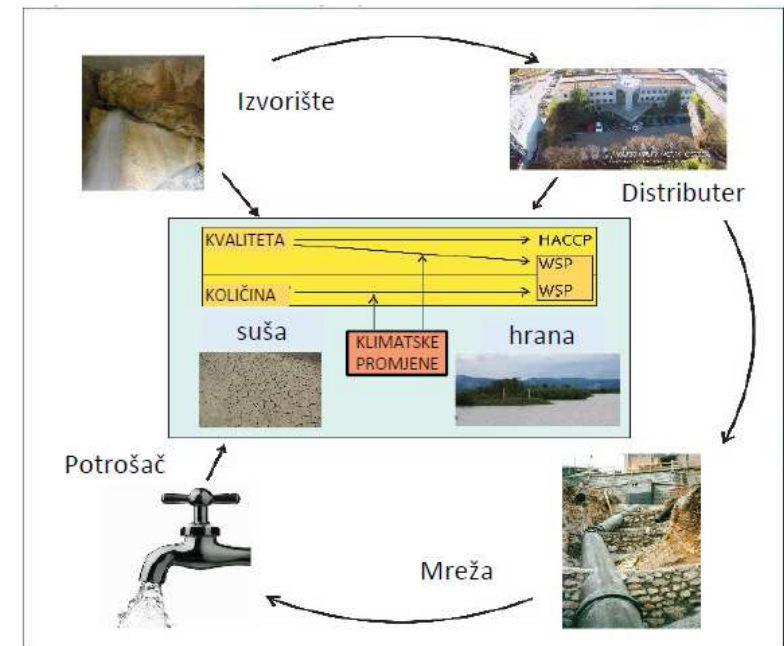 Izvorište
Distributer
KVALITETA
HACCP
WSP
KOLIČINA
WSP
suša
KLIMATSKE
PROMJENE
hrana
Potrošač
Mreža